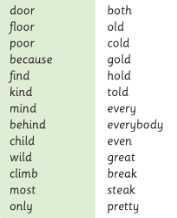 door both
floor old
poor cold
because gold
find hold
kind told
mind every
behind everybody
child even
wild great
climb break
most steak
only pretty